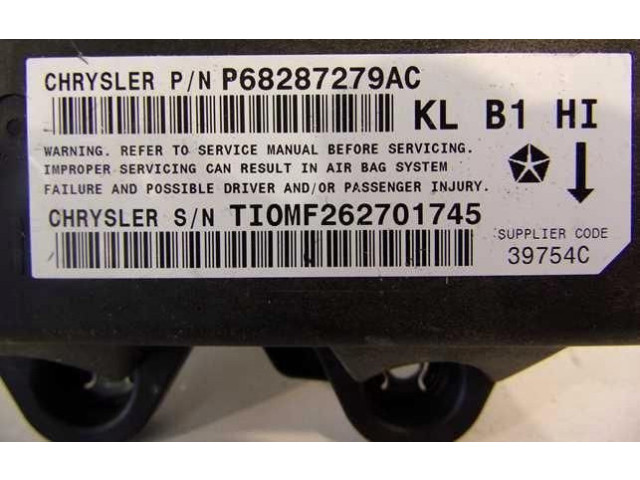 CHRYSLER P/N P68287279AC
KL B1 HI
WARNING. REFER TO SERVICE MANUAL BEFORE SERVICING.
IMPROPER SERVICING CAN RESULT IN AIR BAG SYSTEM
FAILURE AND POSSIBLE DRIVER AND/OR PASSENGER INJURY.
CHRYSLER S/N TI0MF262701745
SUPPLIER CODE
39754C